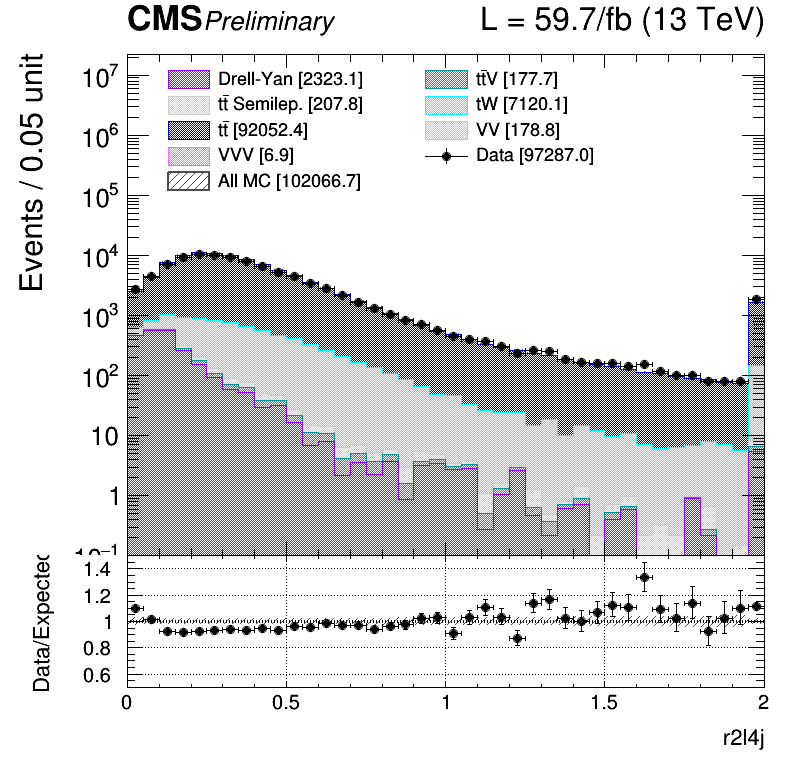 CMS Preliminary L = 59.7/fb (13 TeV)
Events / 0.05 unit
Drell-Yan [2323.1]
tt̄ Semilep. [207.8]
tt̄ [92052.4]
VVV [6.9]
All MC [102066.7]
tt̄V [177.7]
tW [7120.1]
VV [178.8]
Data [97287.0]
10⁷
10⁶
10⁵
10⁴
10³
10²
10
1
10⁻¹
Data/Expected
1.4
1.2
1
0.8
0.6
0 0.5 1 1.5 2
r2l4j